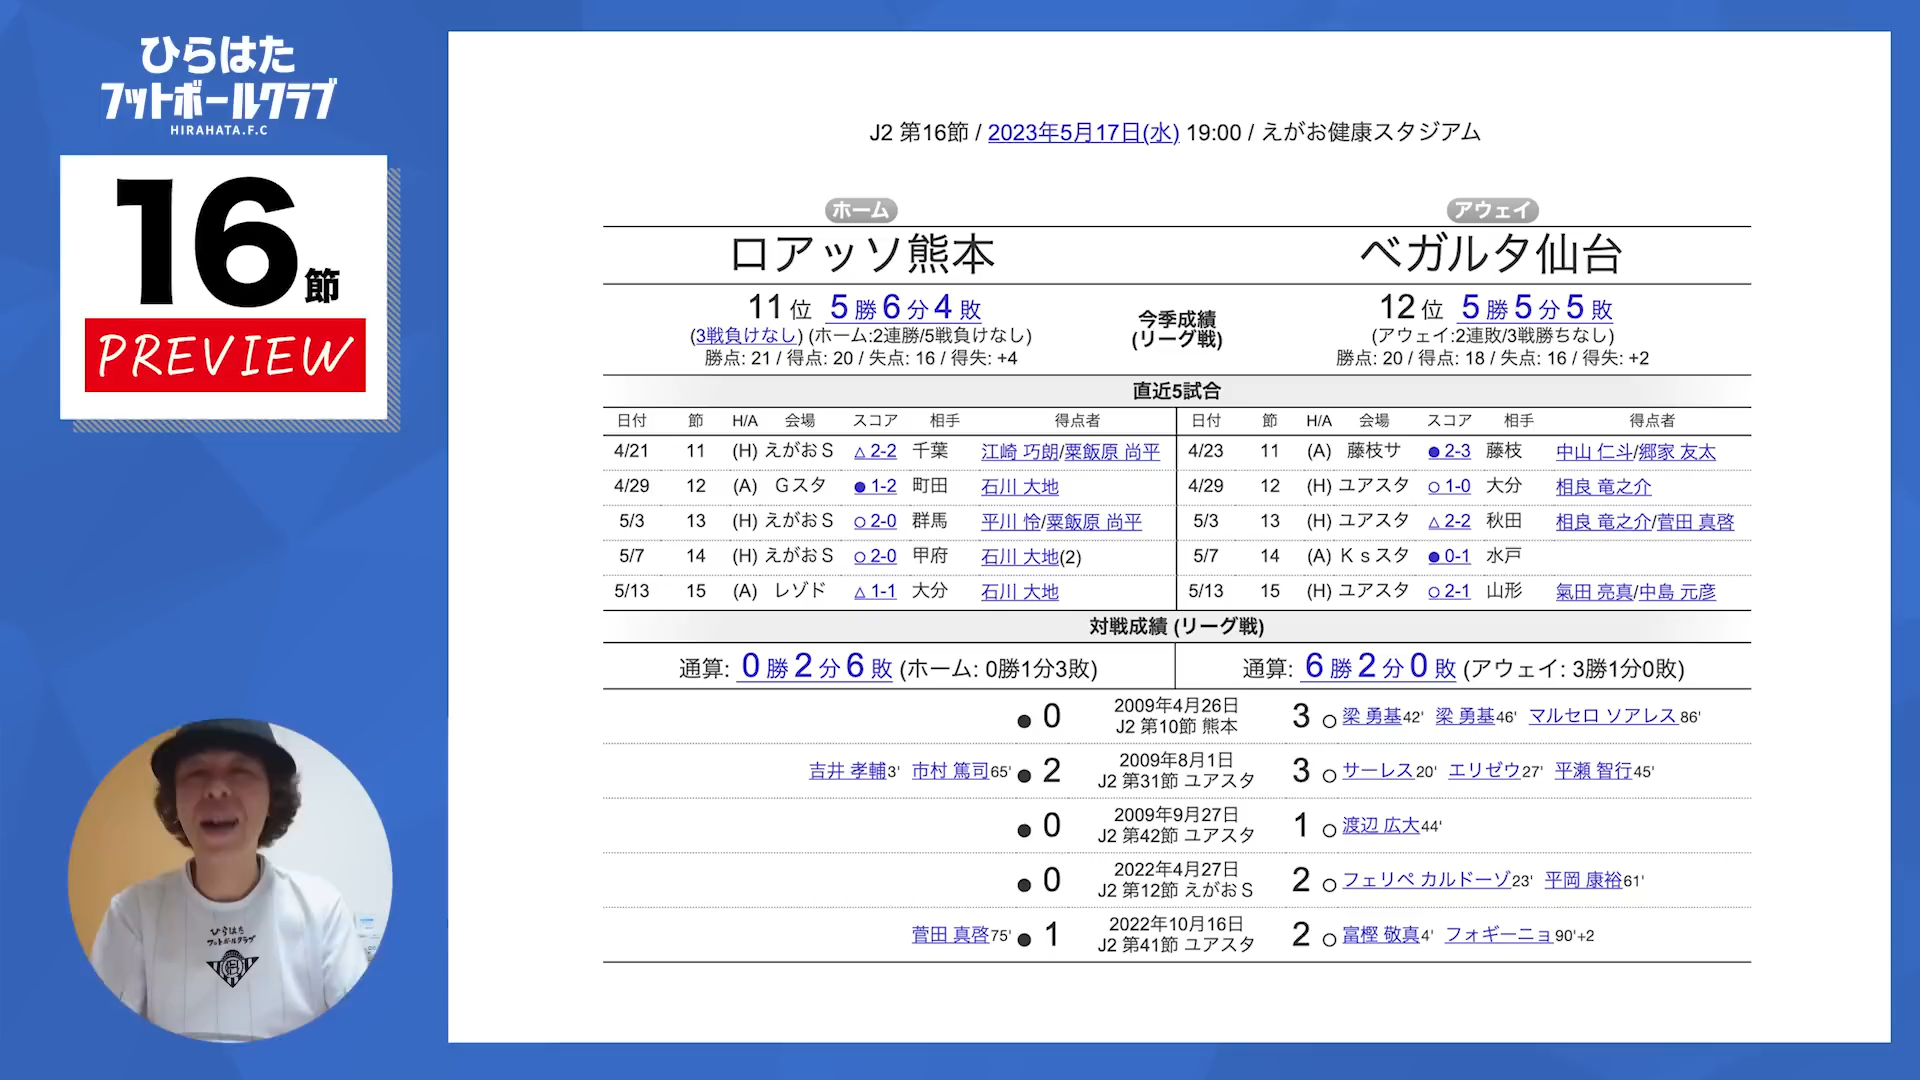 ひらはた
フットボールクラブ
HIRAHATA.F.C
16節
PREVIEW
J2 第16節 / 2023年5月17日(水) 19:00 / えがお健康スタジアム
ホーム アウェイ
ロアッソ熊本 ベガルタ仙台
11位 5勝6分4敗 今季成績 (リーグ戦) 12位 5勝5分5敗
(3戦負けなし) (ホーム:2連勝/5戦負けなし) (アウェイ:2連敗/3戦勝ちなし)
勝点: 21 / 得点: 20 / 失点: 16 / 得失: +4 勝点: 20 / 得点: 18 / 失点: 16 / 得失: +2
直近5試合
日付 節 H/A 会場 スコア 相手 得点者 日付 節 H/A 会場 スコア 相手 得点者
4/21 11 (H) えがおS △2-2 千葉 江崎 巧朗/粟飯原 尚平 4/23 11 (A) 藤枝サ ●2-3 藤枝 中山 仁斗/郷家 友太
4/29 12 (A) Gスタ ●1-2 町田 石川 大地 4/29 12 (H) ユアスタ ○1-0 大分 相良 竜之介
5/3 13 (H) えがおS ○2-0 群馬 平川 怜/粟飯原 尚平 5/3 13 (H) ユアスタ △2-2 秋田 相良 竜之介/菅田 真啓
5/7 14 (H) えがおS ○2-0 甲府 石川 大地(2) 5/7 14 (A) Ksスタ ●0-1 水戸
5/13 15 (A) レゾド △1-1 大分 石川 大地 5/13 15 (H) ユアスタ ○2-1 山形 氣田 亮真/中島 元彦
対戦成績 (リーグ戦)
通算: 0勝2分6敗 (ホーム: 0勝1分3敗) 通算: 6勝2分0敗 (アウェイ: 3勝1分0敗)
●0 2009年4月26日 J2 第10節 熊本 3○ 梁 勇基42' 梁 勇基46' マルセロ ソアレス86'
吉井 孝輔3' 市村 篤司65' ●2 2009年8月1日 J2 第31節 ユアスタ 3○ サーレス20' エリゼウ27' 平瀬 智行45'
●0 2009年9月27日 J2 第42節 ユアスタ 1○ 渡辺 広大44'
●0 2022年4月27日 J2 第12節 えがおS 2○ フェリペ カルドーゾ23' 平岡 康裕61'
菅田 真啓75' ●1 2022年10月16日 J2 第41節 ユアスタ 2○ 富樫 敬真4' フォギーニョ90'+2
ひらはた
フットボールクラブ